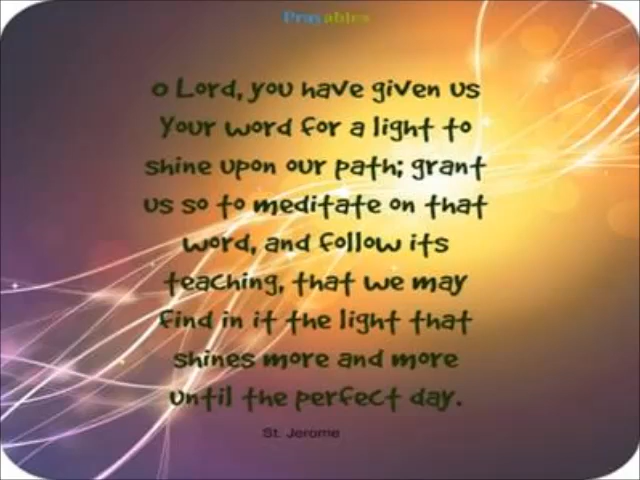 Prayables
O Lord, you have given us
Your word for a light to
shine upon our path; grant
us so to meditate on that
word, and follow its
teaching, that we may
find in it the light that
shines more and more
until the perfect day.
St. Jerome